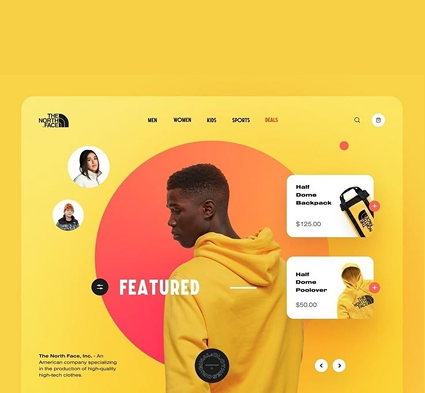 THE
NORTH
FACE
MEN WOMEN KIDS SPORTS DEALS
Half
Dome
Backpack
$125.00
FEATURED
Half
Dome
Poolover
$50.00
The North Face, Inc. - An
American company specializing
in the production of high-quality
high-tech clothes.